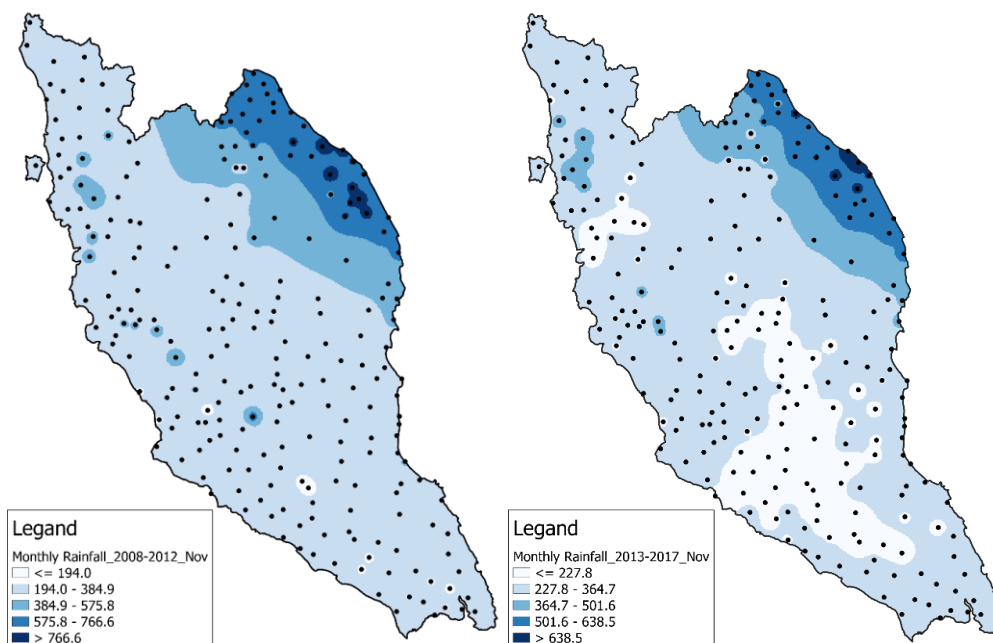 Legand
Monthly Rainfall_2008-2012_Nov
<= 194.0
194.0 - 384.9
384.9 - 575.8
575.8 - 766.6
> 766.6
Legand
Monthly Rainfall_2013-2017_Nov
<= 227.8
227.8 - 364.7
364.7 - 501.6
501.6 - 638.5
> 638.5